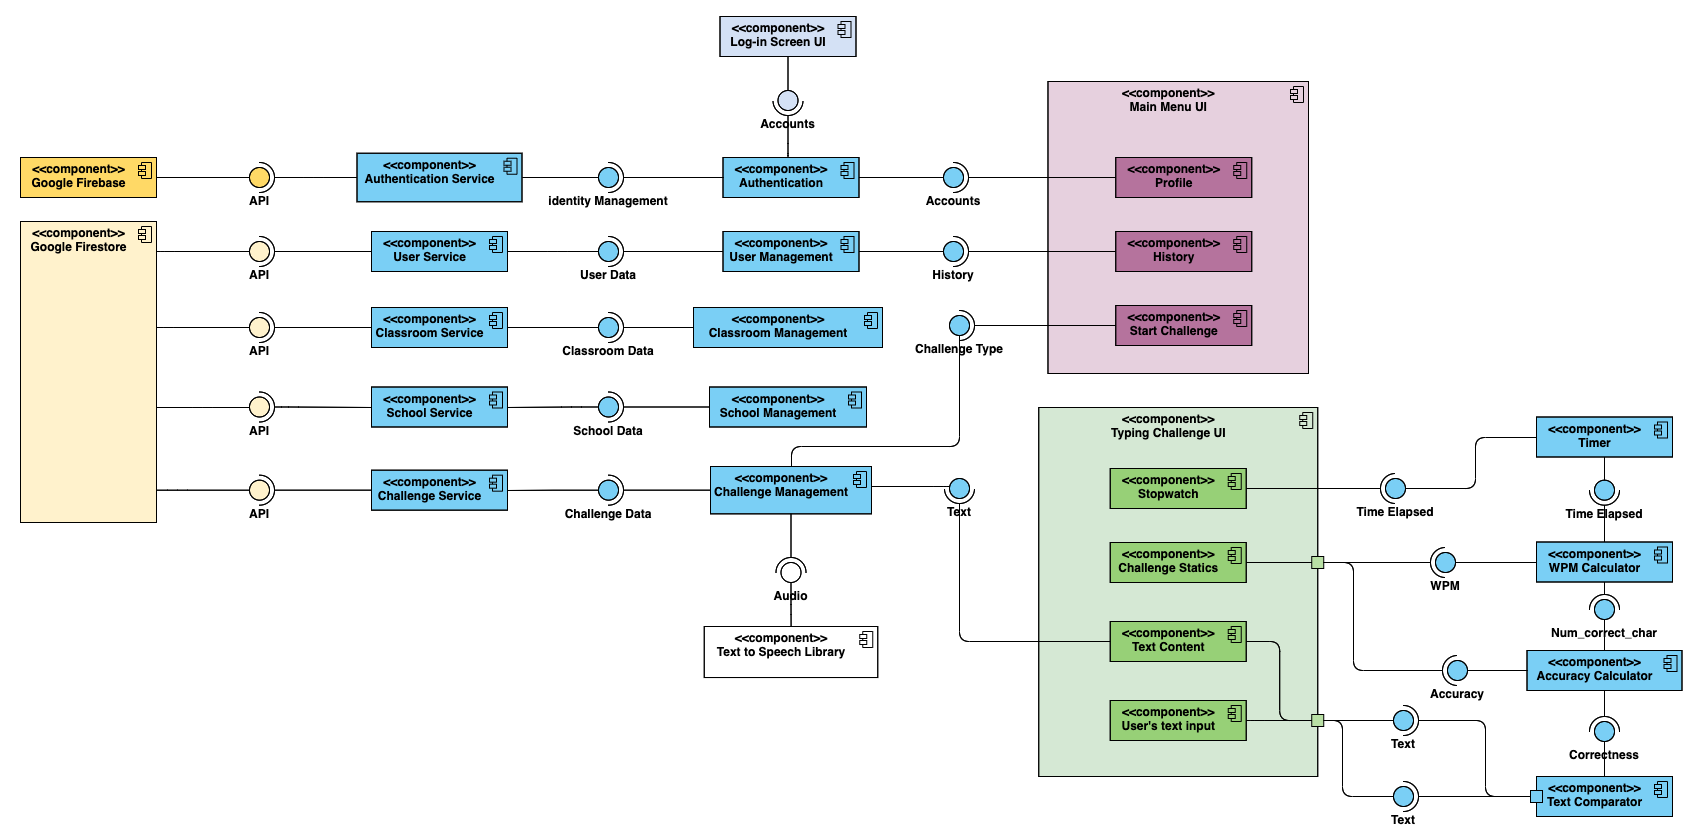 <<component>>
Log-in Screen UI
Accounts
<<component>>
Main Menu UI
<<component>>
Google Firebase
API
<<component>>
Authentication Service
identity Management
<<component>>
Authentication
Accounts
<<component>>
Profile
<<component>>
Google Firestore
API
<<component>>
User Service
User Data
<<component>>
User Management
History
<<component>>
History
API
<<component>>
Classroom Service
Classroom Data
<<component>>
Classroom Management
Challenge Type
<<component>>
Start Challenge
API
<<component>>
School Service
School Data
<<component>>
School Management
API
<<component>>
Challenge Service
Challenge Data
<<component>>
Challenge Management
Text
Audio
<<component>>
Text to Speech Library
<<component>>
Typing Challenge UI
<<component>>
Stopwatch
Time Elapsed
<<component>>
Timer
Time Elapsed
<<component>>
Challenge Statics
WPM
<<component>>
WPM Calculator
Num_correct_char
<<component>>
Text Content
Accuracy
<<component>>
Accuracy Calculator
<<component>>
User's text input
Text
Correctness
Text
<<component>>
Text Comparator